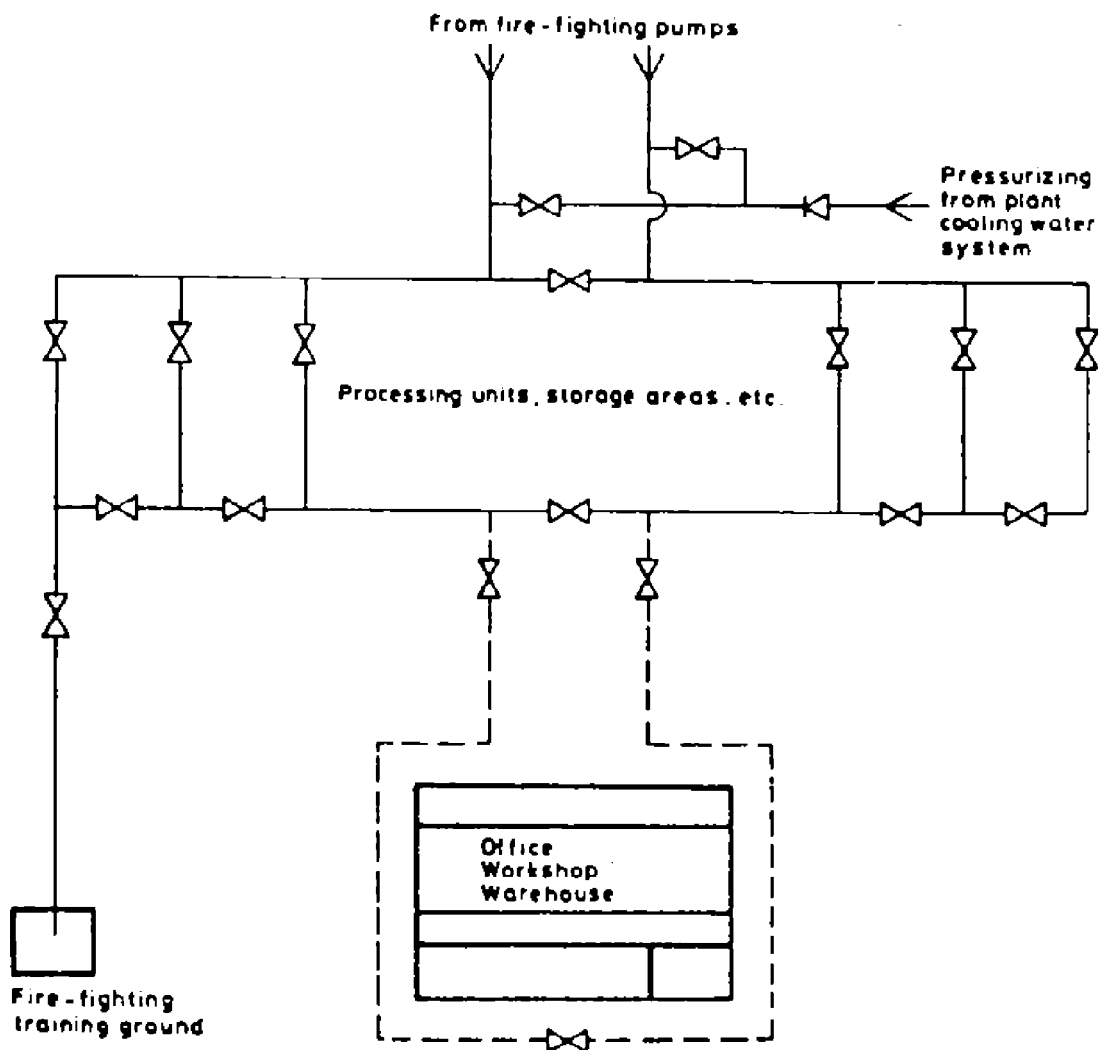 From fire-fighting pumps
Pressurizing
from plant
cooling water
system
Processing units, storage areas. etc.
Office
Workshop
Warehouse
Fire-fighting
training ground